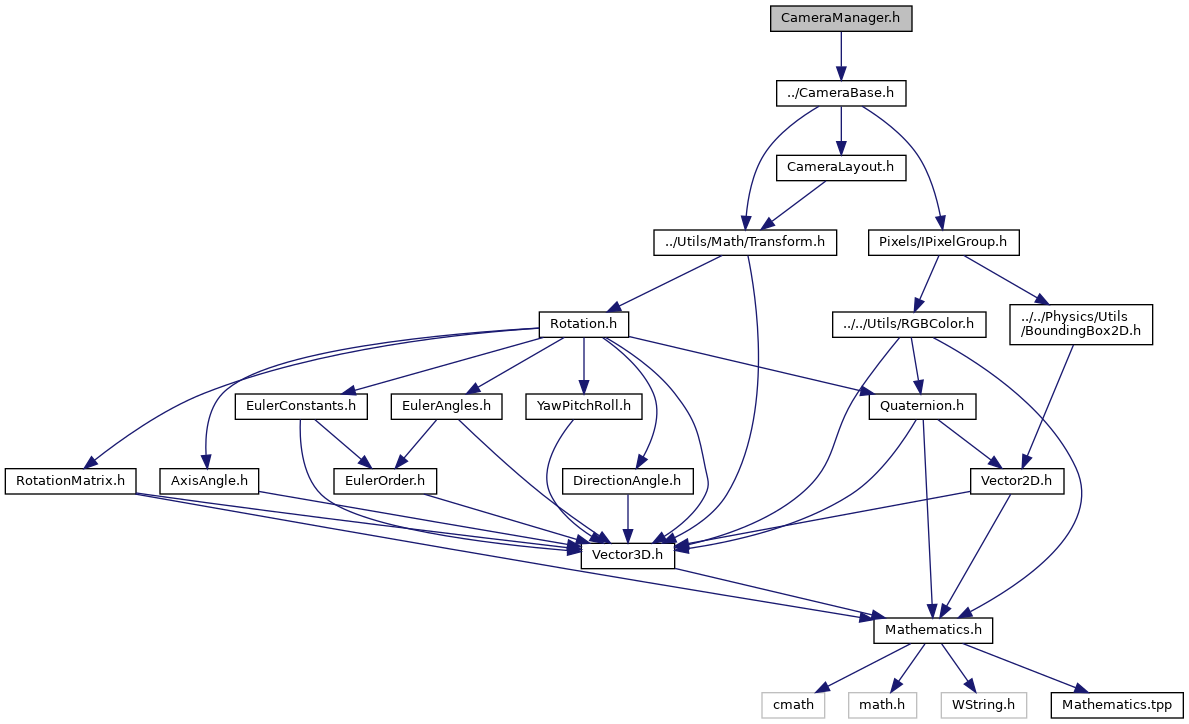 CameraManager.h
../CameraBase.h
CameraLayout.h
../Utils/Math/Transform.h
Pixels/IPixelGroup.h
Rotation.h
../../Utils/RGBColor.h
../../Physics/Utils
/BoundingBox2D.h
EulerConstants.h
EulerAngles.h
YawPitchRoll.h
Quaternion.h
RotationMatrix.h
AxisAngle.h
EulerOrder.h
DirectionAngle.h
Vector2D.h
Vector3D.h
Mathematics.h
cmath
math.h
WString.h
Mathematics.tpp